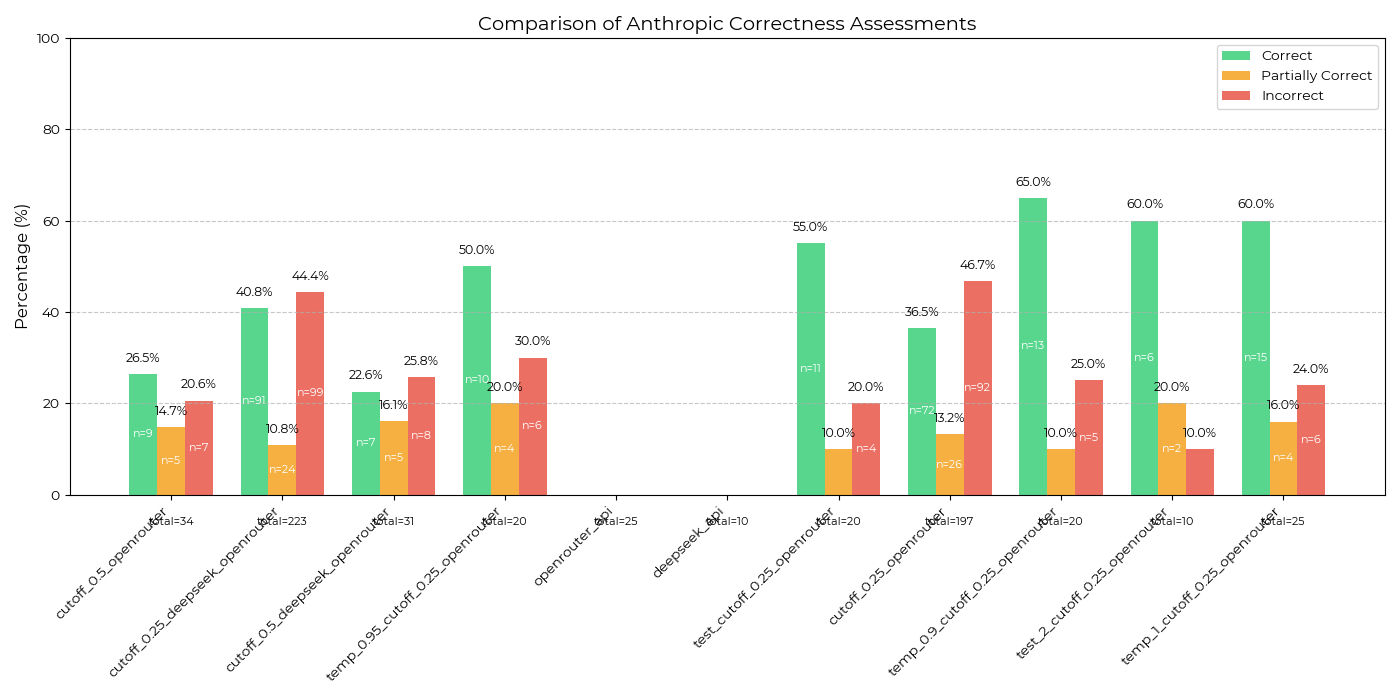 Comparison of Anthropic Correctness Assessments
Correct
Partially Correct
Incorrect
Percentage (%)
100
80
60
40
20
0
26.5%
14.7%
20.6%
n=9
n=5
n=7
40.8%
10.8%
44.4%
n=91
n=24
n=99
22.6%
16.1%
25.8%
n=7
n=5
n=8
50.0%
20.0%
30.0%
n=10
n=4
n=6
55.0%
10.0%
20.0%
n=11
n=4
36.5%
13.2%
46.7%
n=72
n=26
n=92
65.0%
10.0%
25.0%
n=13
n=5
60.0%
20.0%
10.0%
n=6
n=2
60.0%
16.0%
24.0%
n=15
n=4
n=6
total=34
total=223
total=31
total=20
total=25
total=10
total=20
total=197
total=20
total=10
total=25
cutoff_0.5_openrouter
cutoff_0.25_deepseek_openrouter
cutoff_0.5_deepseek_openrouter
temp_0.95_cutoff_0.25_openrouter
openrouter_api
deepseek_api
test_cutoff_0.25_openrouter
cutoff_0.25_openrouter
temp_0.9_cutoff_0.25_openrouter
test_2_cutoff_0.25_openrouter
temp_1_cutoff_0.25_openrouter